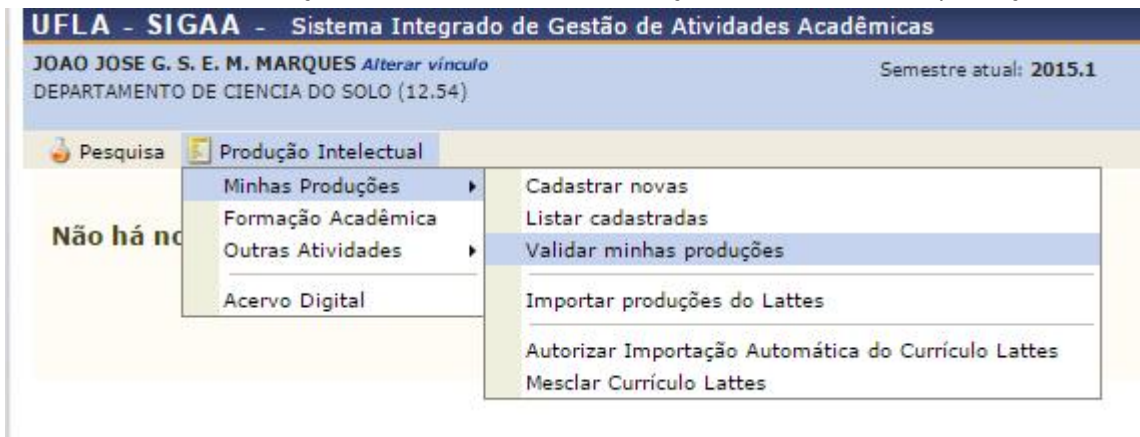 UFLA - SIGAA - Sistema Integrado de Gestão de Atividades Acadêmicas
JOAO JOSE G. S. E. M. MARQUES Alterar vínculo
Semestre atual: 2015.1
DEPARTAMENTO DE CIENCIA DO SOLO (12.54)
Pesquisa Produção Intelectual
Minhas Produções
Formação Acadêmica
Outras Atividades
Acervo Digital
Cadastrar novas
Listar cadastradas
Validar minhas produções
Importar produções do Lattes
Autorizar Importação Automática do Currículo Lattes
Mesclar Currículo Lattes
Não há